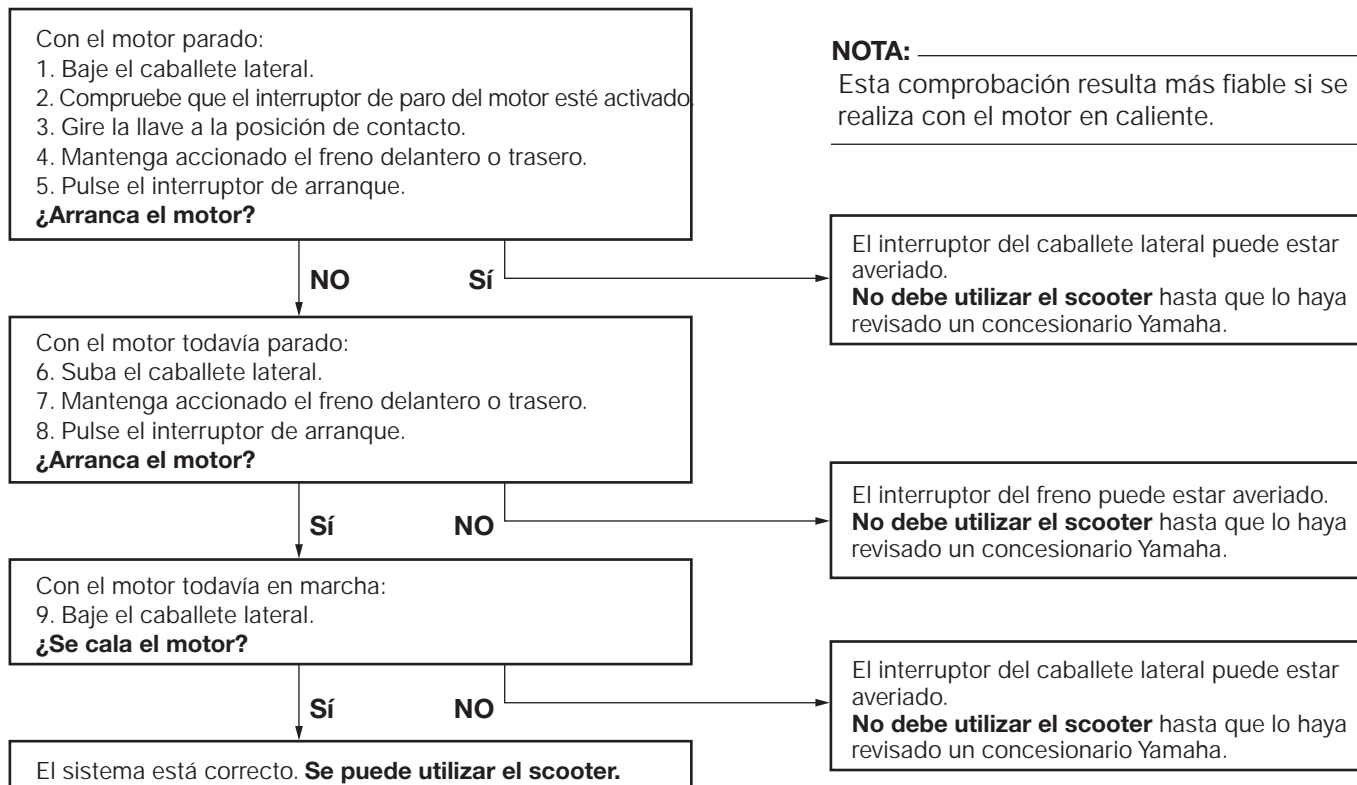 Con el motor parado:
1. Baje el caballete lateral.
2. Compruebe que el interruptor de paro del motor esté activado.
3. Gire la llave a la posición de contacto.
4. Mantenga accionado el freno delantero o trasero.
5. Pulse el interruptor de arranque.
¿Arranca el motor?
NOTA:
Esta comprobación resulta más fiable si se
realiza con el motor en caliente.
NO
Sí
El interruptor del caballete lateral puede estar
averiado.
No debe utilizar el scooter hasta que lo haya
revisado un concesionario Yamaha.
Con el motor todavía parado:
6. Suba el caballete lateral.
7. Mantenga accionado el freno delantero o trasero.
8. Pulse el interruptor de arranque.
¿Arranca el motor?
Sí
NO
El interruptor del freno puede estar averiado.
No debe utilizar el scooter hasta que lo haya
revisado un concesionario Yamaha.
Con el motor todavía en marcha:
9. Baje el caballete lateral.
¿Se cala el motor?
Sí
NO
El interruptor del caballete lateral puede estar
averiado.
No debe utilizar el scooter hasta que lo haya
revisado un concesionario Yamaha.
El sistema está correcto. Se puede utilizar el scooter.